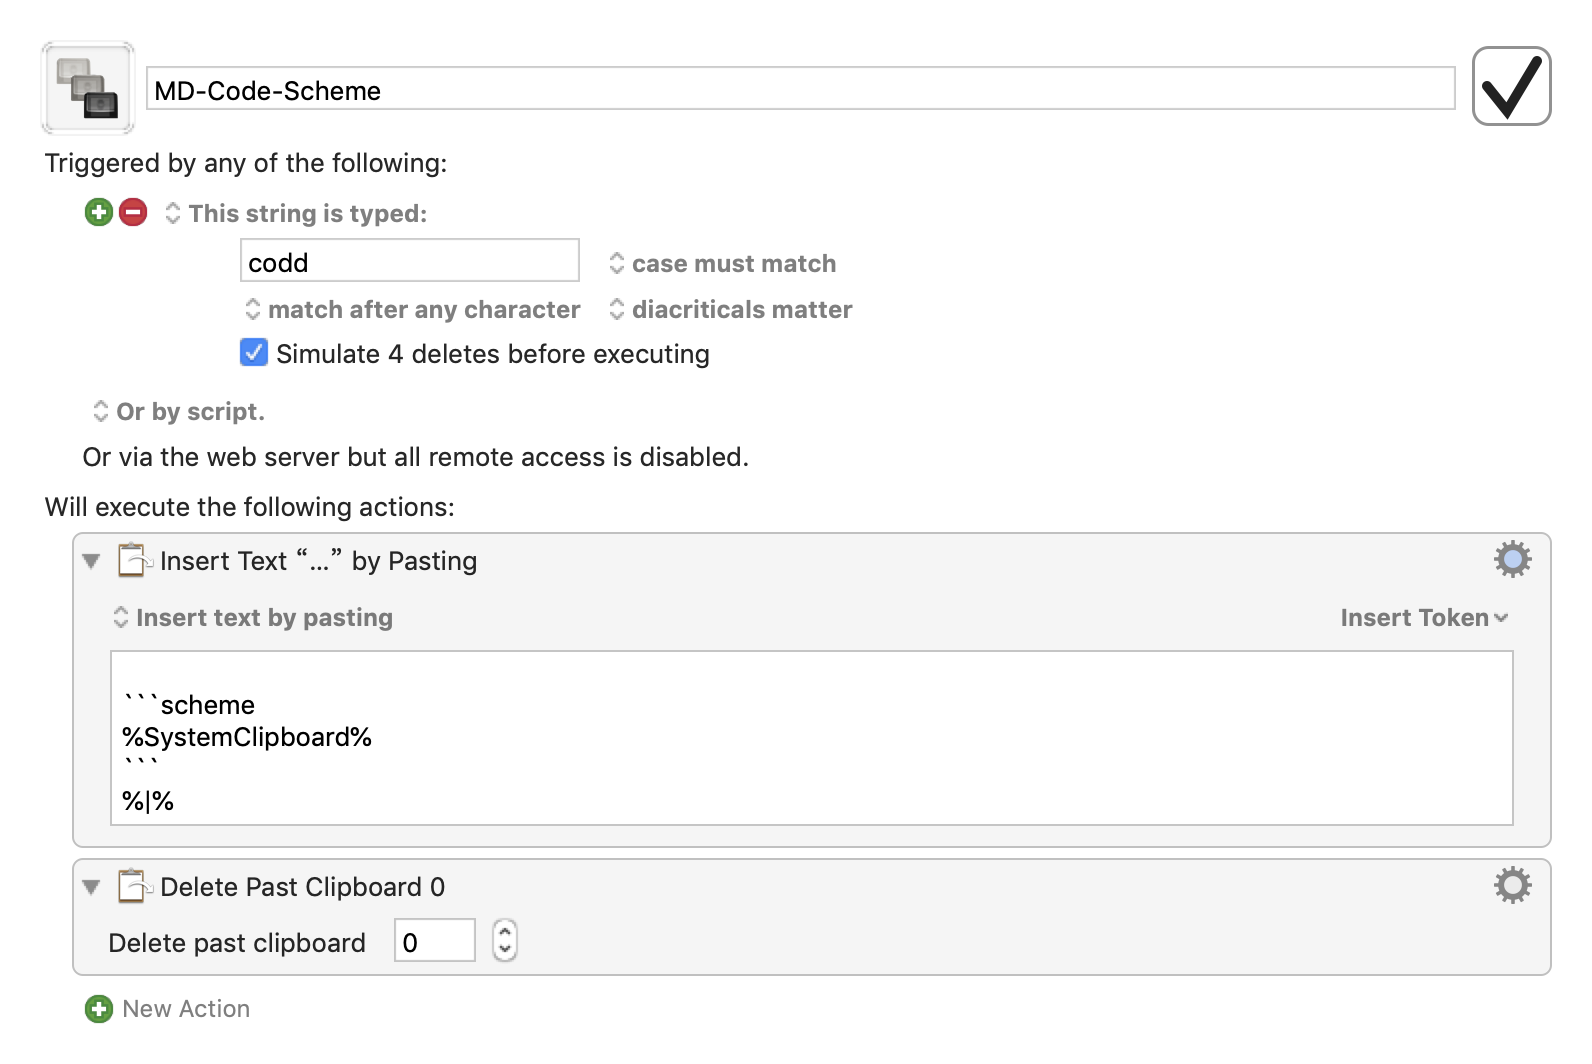 MD-Code-Scheme
Triggered by any of the following:
This string is typed:
codd case must match
match after any character diacriticals matter
Simulate 4 deletes before executing
Or by script.
Or via the web server but all remote access is disabled.
Will execute the following actions:
Insert Text “...” by Pasting
Insert text by pasting Insert Token
```scheme
%SystemClipboard%
```
%|%
Delete Past Clipboard 0
Delete past clipboard 0
New Action